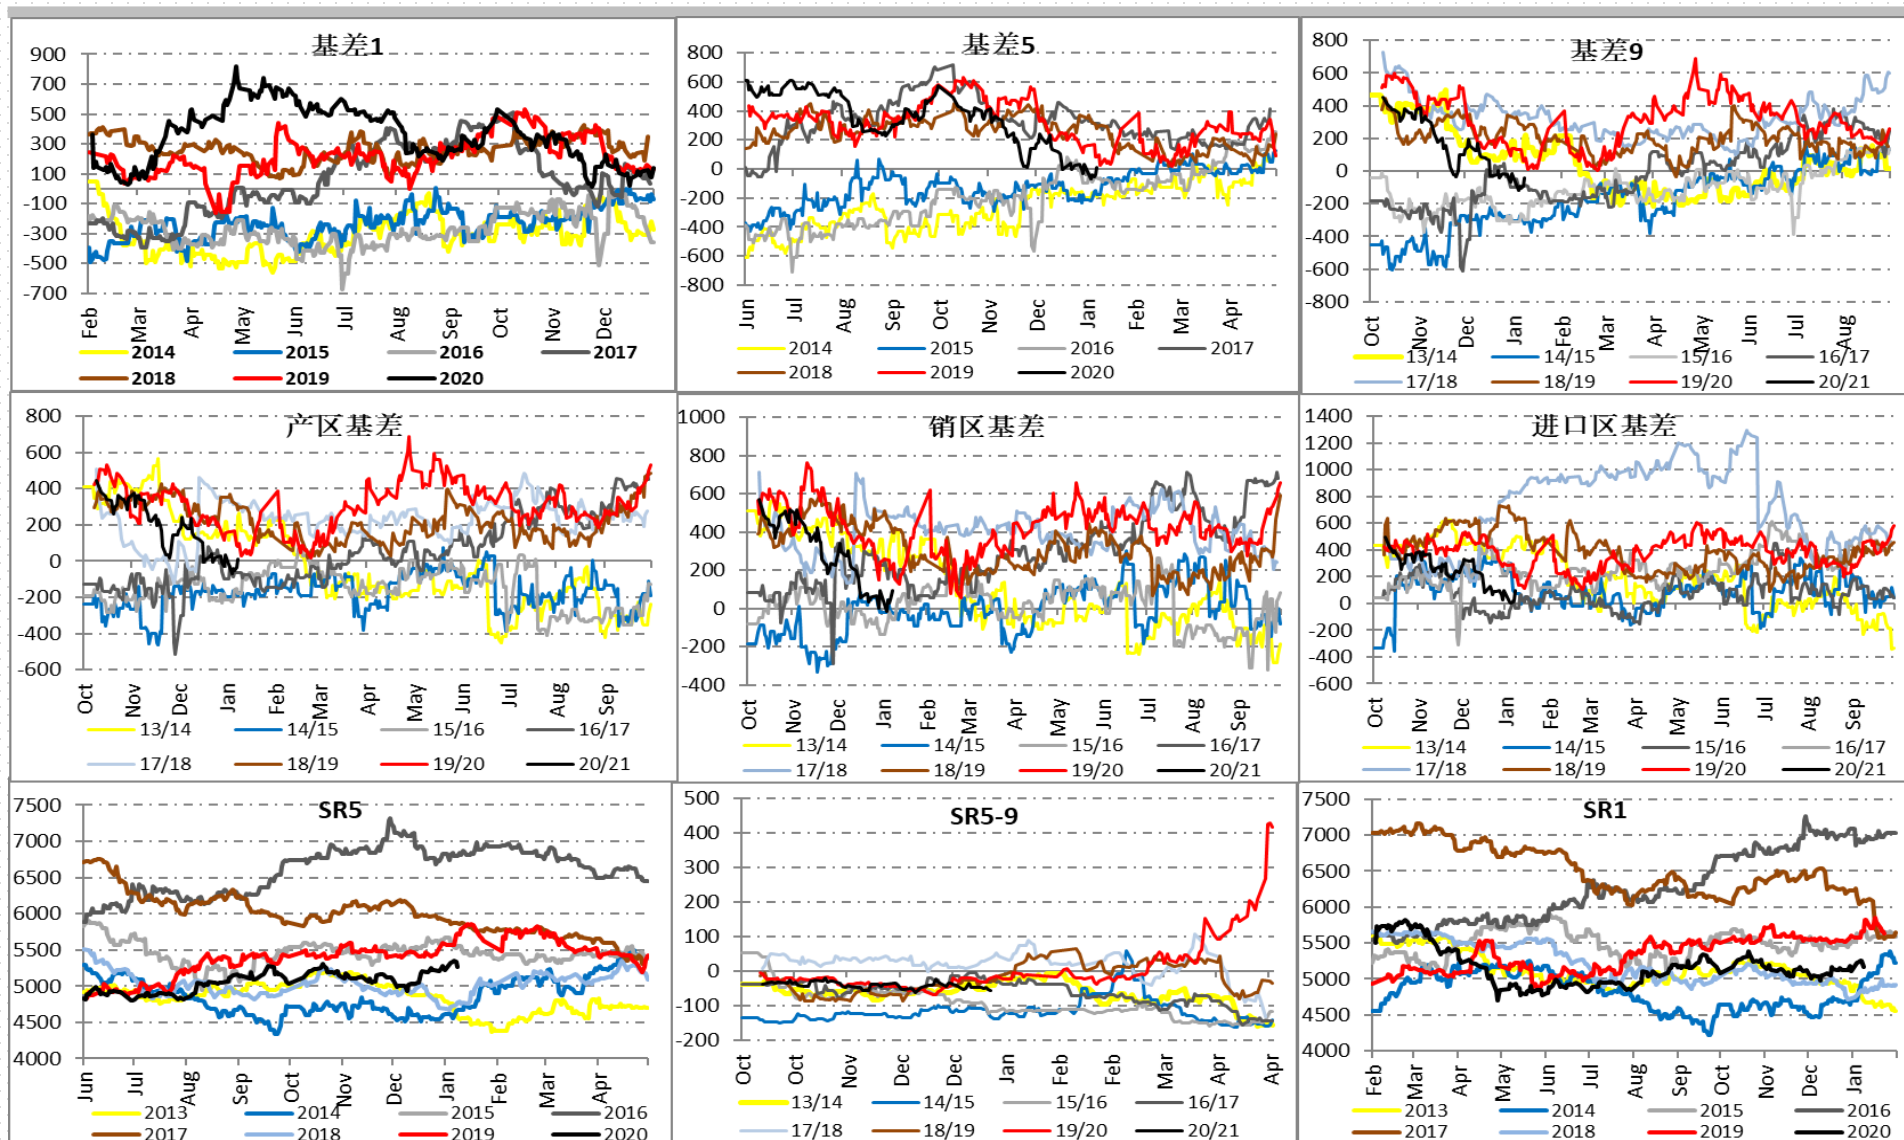 基差1
900
700
500
300
100
-100
-300
-500
-700
Feb Mar Apr May Jun Jul Aug Sep Oct Nov Dec
2014 2015 2016 2017
2018 2019 2020
基差5
800
600
400
200
0
-200
-400
-600
-800
Jun Jul Aug Sep Oct Nov Dec Jan Feb Mar Apr
2014 2015 2016 2017
2018 2019 2020
基差9
800
600
400
200
0
-200
-400
-600
-800
Oct Nov Dec Jan Feb Mar Apr May Jun Jul Aug
13/14 14/15 15/16 16/17
17/18 18/19 19/20 20/21
产区基差
800
600
400
200
0
-200
-400
-600
Oct Nov Dec Jan Feb Mar Apr May Jun Jul Aug Sep
13/14 14/15 15/16 16/17
17/18 18/19 19/20 20/21
销区基差
1000
800
600
400
200
0
-200
-400
Oct Nov Dec Jan Feb Mar Apr May Jun Jul Aug Sep
13/14 14/15 15/16 16/17
17/18 18/19 19/20 20/21
进口区基差
1400
1200
1000
800
600
400
200
0
-200
-400
-600
Oct Nov Dec Jan Feb Mar Apr May Jun Jul Aug Sep
13/14 14/15 15/16 16/17
17/18 18/19 19/20 20/21
SR5
7500
7000
6500
6000
5500
5000
4500
4000
Jun Jul Aug Sep Oct Nov Dec Jan Feb Mar Apr
2013 2014 2015 2016
2017 2018 2019 2020
SR5-9
500
400
300
200
100
0
-100
-200
Oct Oct Nov Dec Dec Jan Feb Feb Mar Apr Apr
13/14 14/15 15/16 16/17
17/18 18/19 19/20 20/21
SR1
7500
7000
6500
6000
5500
5000
4500
4000
Feb Mar Apr May Jun Jul Aug Sep Oct Nov Dec Jan
2013 2014 2015 2016
2017 2018 2019 2020